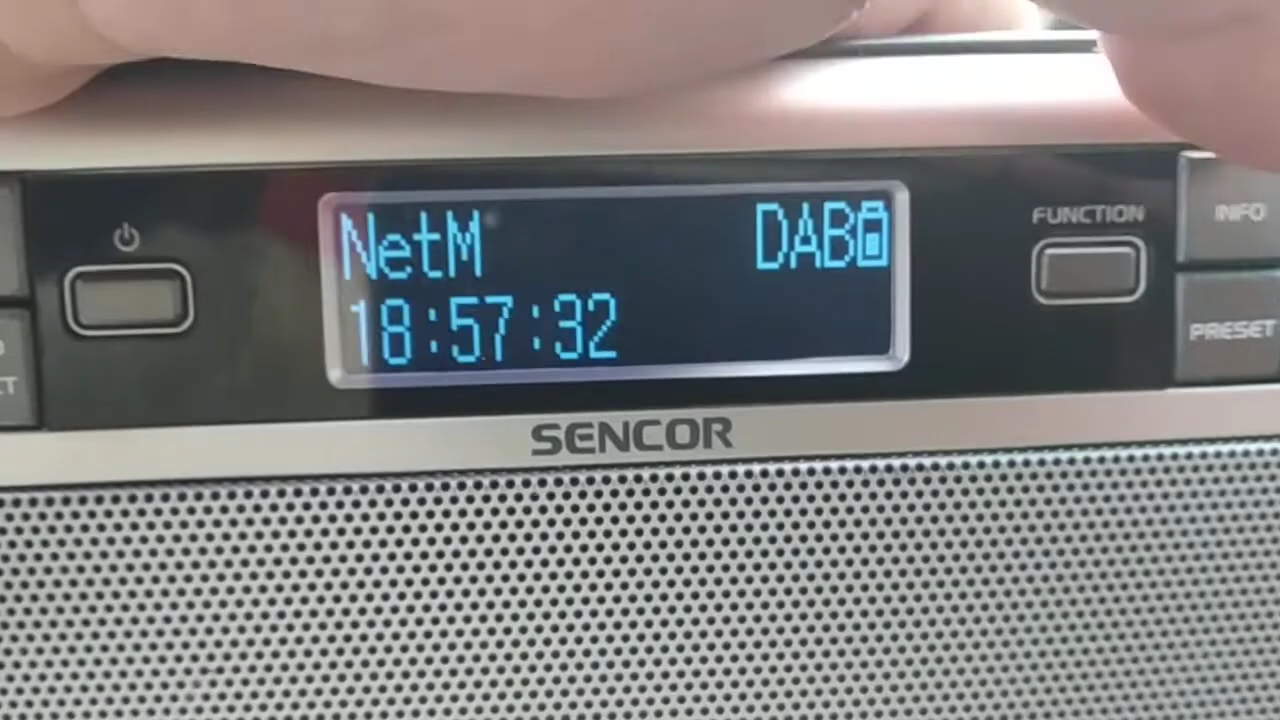 NetM DAB
18:57:32
FUNCTION
INFO
PRESET
SENCOR